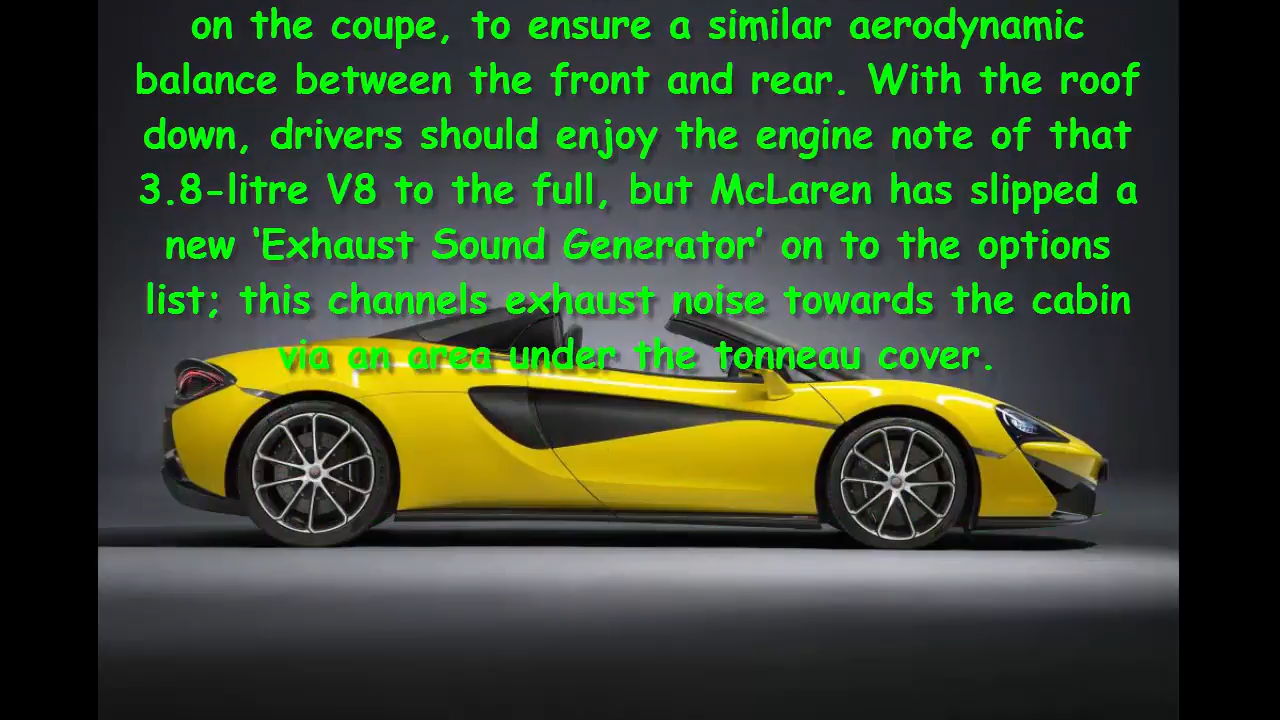 on the coupe, to ensure a similar aerodynamic
balance between the front and rear. With the roof
down, drivers should enjoy the engine note of that
3.8-litre V8 to the full, but McLaren has slipped a
new ‘Exhaust Sound Generator’ on to the options
list; this channels exhaust noise towards the cabin
via an area under the tonneau cover.